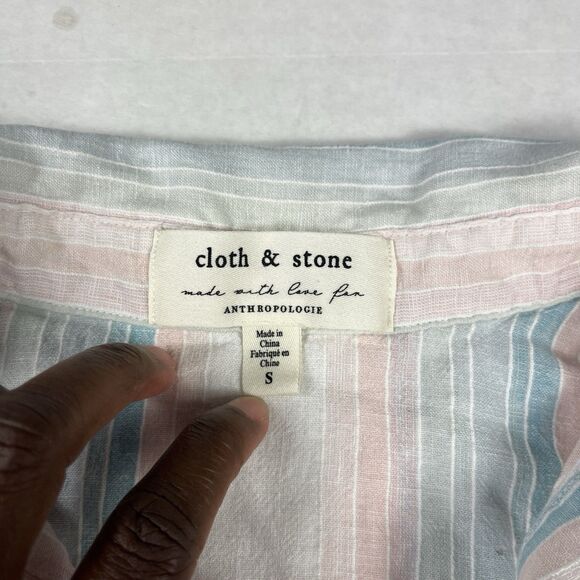 cloth & stone
made with love for
ANTHROPOLOGIE
Made in
China
Fabriqué en
Chine
S